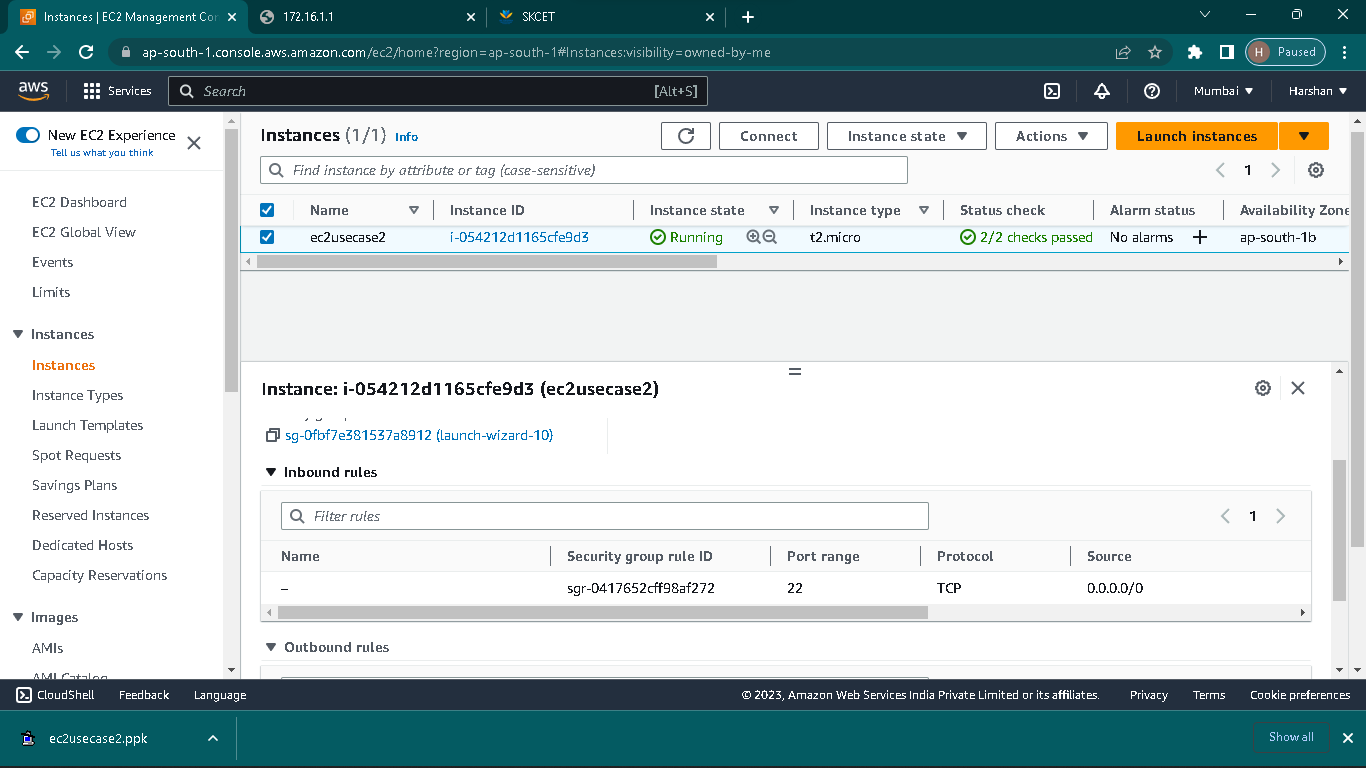 Instances | EC2 Management Con
172.16.1.1
SKCET
ap-south-1.console.aws.amazon.com/ec2/home?region=ap-south-1#Instances:visibility=owned-by-me
H Paused
aws Services Search [Alt+S] Mumbai Harshan
New EC2 Experience
Tell us what you think
EC2 Dashboard
EC2 Global View
Events
Limits
Instances
Instances
Instance Types
Launch Templates
Spot Requests
Savings Plans
Reserved Instances
Dedicated Hosts
Capacity Reservations
Images
AMIs
AMI Catalog
Instances (1/1) Info
Connect Instance state Actions Launch instances
Find instance by attribute or tag (case-sensitive)
1
Name Instance ID Instance state Instance type Status check Alarm status Availability Zone
ec2usecase2 i-054212d1165cfe9d3 Running t2.micro 2/2 checks passed No alarms + ap-south-1b
Instance: i-054212d1165cfe9d3 (ec2usecase2)
sg-0fbf7e381537a8912 (launch-wizard-10)
Inbound rules
Filter rules
1
Name Security group rule ID Port range Protocol Source
– sgr-0417652cff98af272 22 TCP 0.0.0.0/0
Outbound rules
CloudShell Feedback Language © 2023, Amazon Web Services India Private Limited or its affiliates. Privacy Terms Cookie preferences
ec2usecase2.ppk Show all